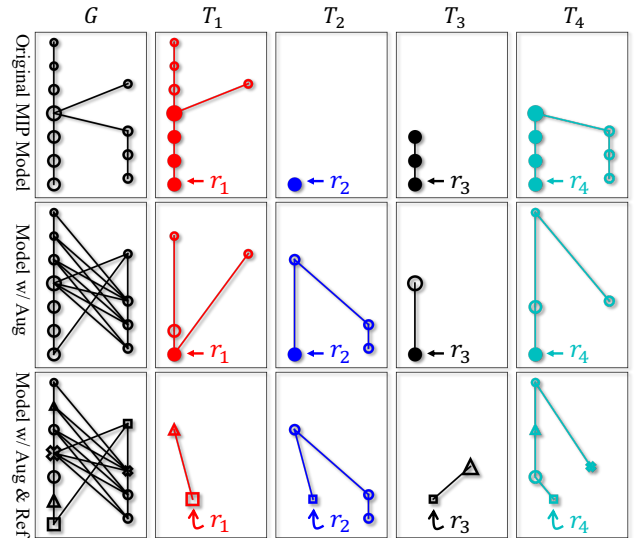 G T₁ T₂ T₃ T₄
Original MIP Model
r₁ r₂ r₃ r₄
Model w/ Aug
r₁ r₂ r₃ r₄
Model w/ Aug & Ref
r₁ r₂ r₃ r₄